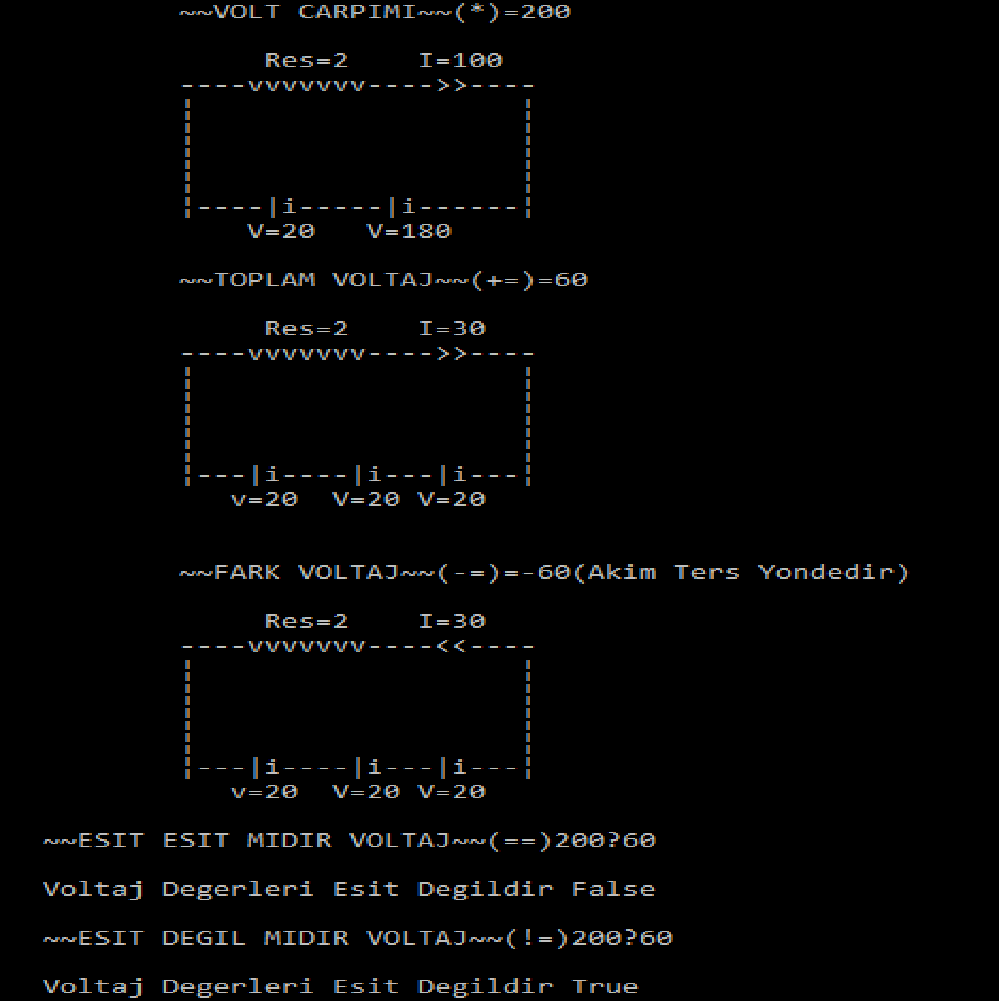 ~~VOLT CARPIMI~~(*)=200
Res=2 I=100
----vvvvvvv---->>----
|----|i-----|i------|
V=20 V=180
~~TOPLAM VOLTAJ~~(+=)=60
Res=2 I=30
----vvvvvvv---->>----
|---|i----|i---|i---|
v=20 V=20 V=20
~~FARK VOLTAJ~~(-=)=-60(Akim Ters Yondedir)
Res=2 I=30
----vvvvvvv----<<----
|---|i----|i---|i---|
v=20 V=20 V=20
~~ESIT ESIT MIDIR VOLTAJ~~(==)200?60
Voltaj Degerleri Esit Degildir False
~~ESIT DEGIL MIDIR VOLTAJ~~(!=)200?60
Voltaj Degerleri Esit Degildir True